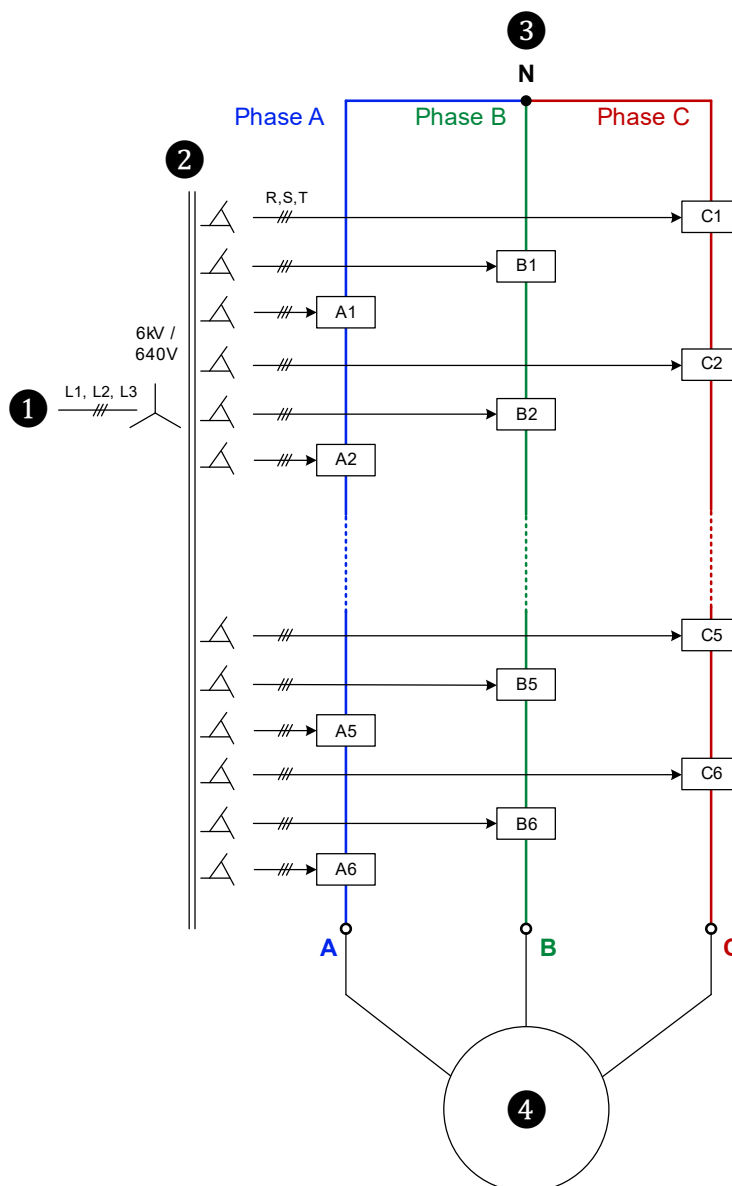 3
N
Phase A
Phase B
Phase C
2
R,S,T
C1
B1
A1
6kV /
640V
C2
1
L1, L2, L3
B2
A2
C5
B5
A5
C6
B6
A6
A
B
C
4